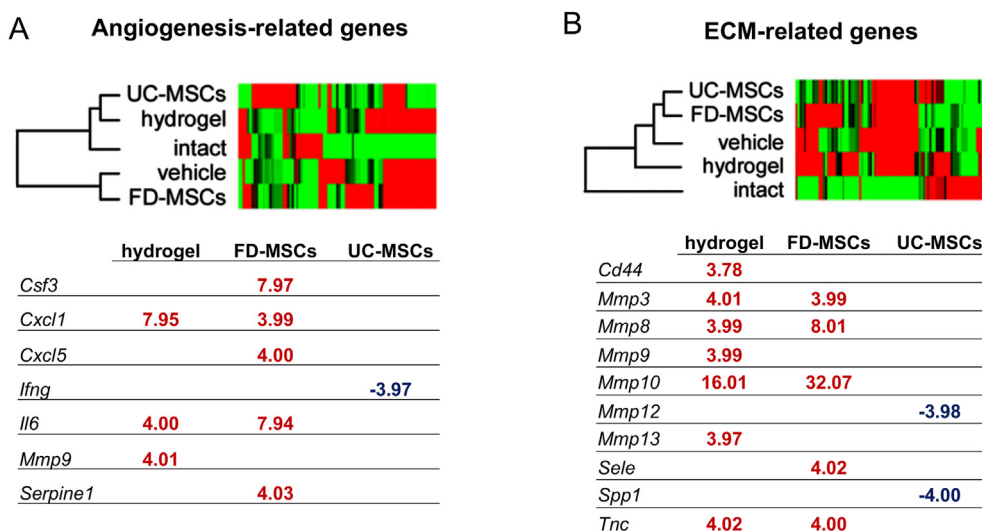 A Angiogenesis-related genes
UC-MSCs
hydrogel
intact
vehicle
FD-MSCs
hydrogel FD-MSCs UC-MSCs
Csf3 7.97
Cxcl1 7.95 3.99
Cxcl5 4.00
Ifng -3.97
Il6 4.00 7.94
Mmp9 4.01
Serpine1 4.03
B ECM-related genes
UC-MSCs
FD-MSCs
vehicle
hydrogel
intact
hydrogel FD-MSCs UC-MSCs
Cd44 3.78
Mmp3 4.01 3.99
Mmp8 3.99 8.01
Mmp9 3.99
Mmp10 16.01 32.07
Mmp12 -3.98
Mmp13 3.97
Sele 4.02
Spp1 -4.00
Tnc 4.02 4.00